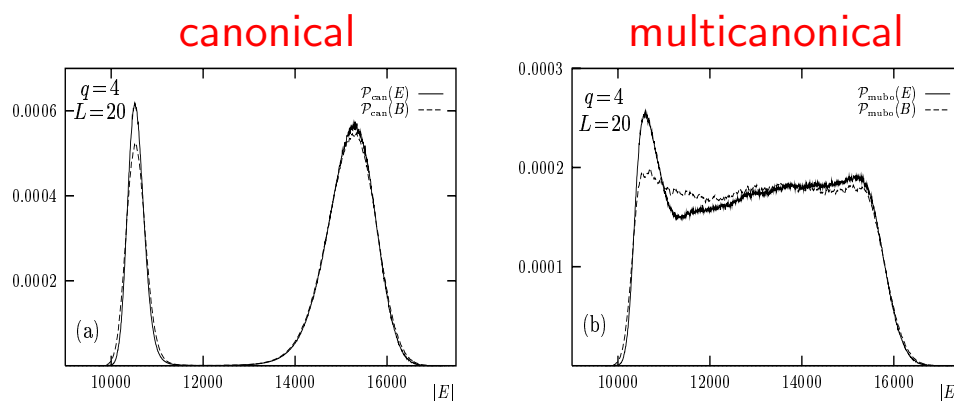 canonical
q=4
L=20
P_can(E)
P_can(B)
0.0006
0.0004
0.0002
(a)
10000 12000 14000 16000
|E|
multicanonical
0.0003
q=4
L=20
P_mubo(E)
P_mubo(B)
0.0002
0.0001
(b)
10000 12000 14000 16000
|E